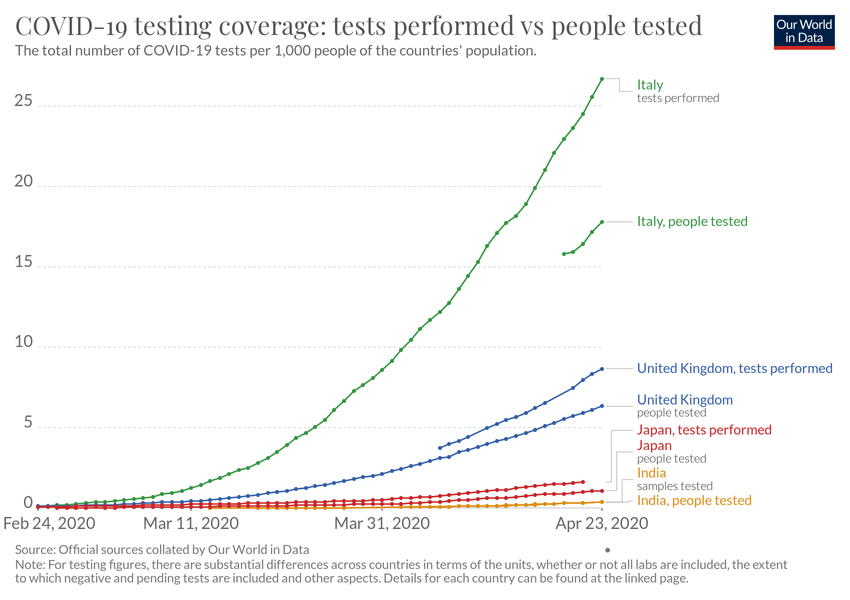 COVID-19 testing coverage: tests performed vs people tested
Our World
in Data
The total number of COVID-19 tests per 1,000 people of the countries' population.
25
20
15
10
5
0
Italy
tests performed
Italy, people tested
United Kingdom, tests performed
United Kingdom
people tested
Japan, tests performed
Japan
people tested
India
samples tested
India, people tested
Feb 24, 2020
Mar 11, 2020
Mar 31, 2020
Apr 23, 2020
Source: Official sources collated by Our World in Data
Note: For testing figures, there are substantial differences across countries in terms of the units, whether or not all labs are included, the extent
to which negative and pending tests are included and other aspects. Details for each country can be found at the linked page.